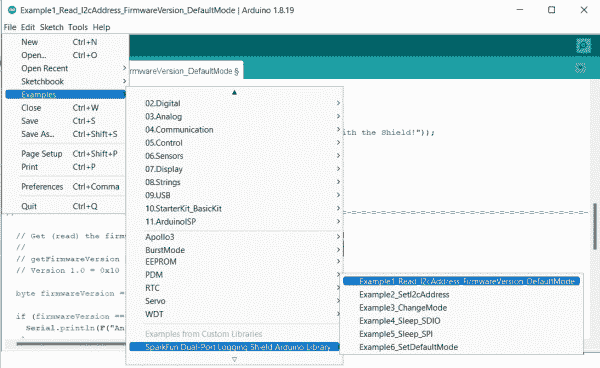 Example1_Read_I2cAddress_FirmwareVersion_DefaultMode | Arduino 1.8.19
File Edit Sketch Tools Help
New Ctrl+N
Open... Ctrl+O
Open Recent
Sketchbook
Examples
Close Ctrl+W
Save Ctrl+S
Save As... Ctrl+Shift+S
Page Setup Ctrl+Shift+P
Print Ctrl+P
Preferences Ctrl+Comma
Quit Ctrl+Q
rmwareVersion_DefaultMode §
02.Digital
03.Analog
04.Communication
05.Control
06.Sensors
07.Display
08.Strings
09.USB
10.StarterKit_BasicKit
11.ArduinoISP
Apollo3
BurstMode
EEPROM
PDM
RTC
Servo
WDT
Examples from Custom Libraries
SparkFun Dual-Port Logging Shield Arduino Library
Example1_Read_I2cAddress_FirmwareVersion_DefaultMode
Example2_SetI2cAddress
Example3_ChangeMode
Example4_Sleep_SDIO
Example5_Sleep_SPI
Example6_SetDefaultMode
ith the Shield!"));
// Get (read) the firm
//
// getFirmwareVersion
// Version 1.0 = 0x10
byte firmwareVersion =
if (firmwareVersion ==
Serial.println(F("An